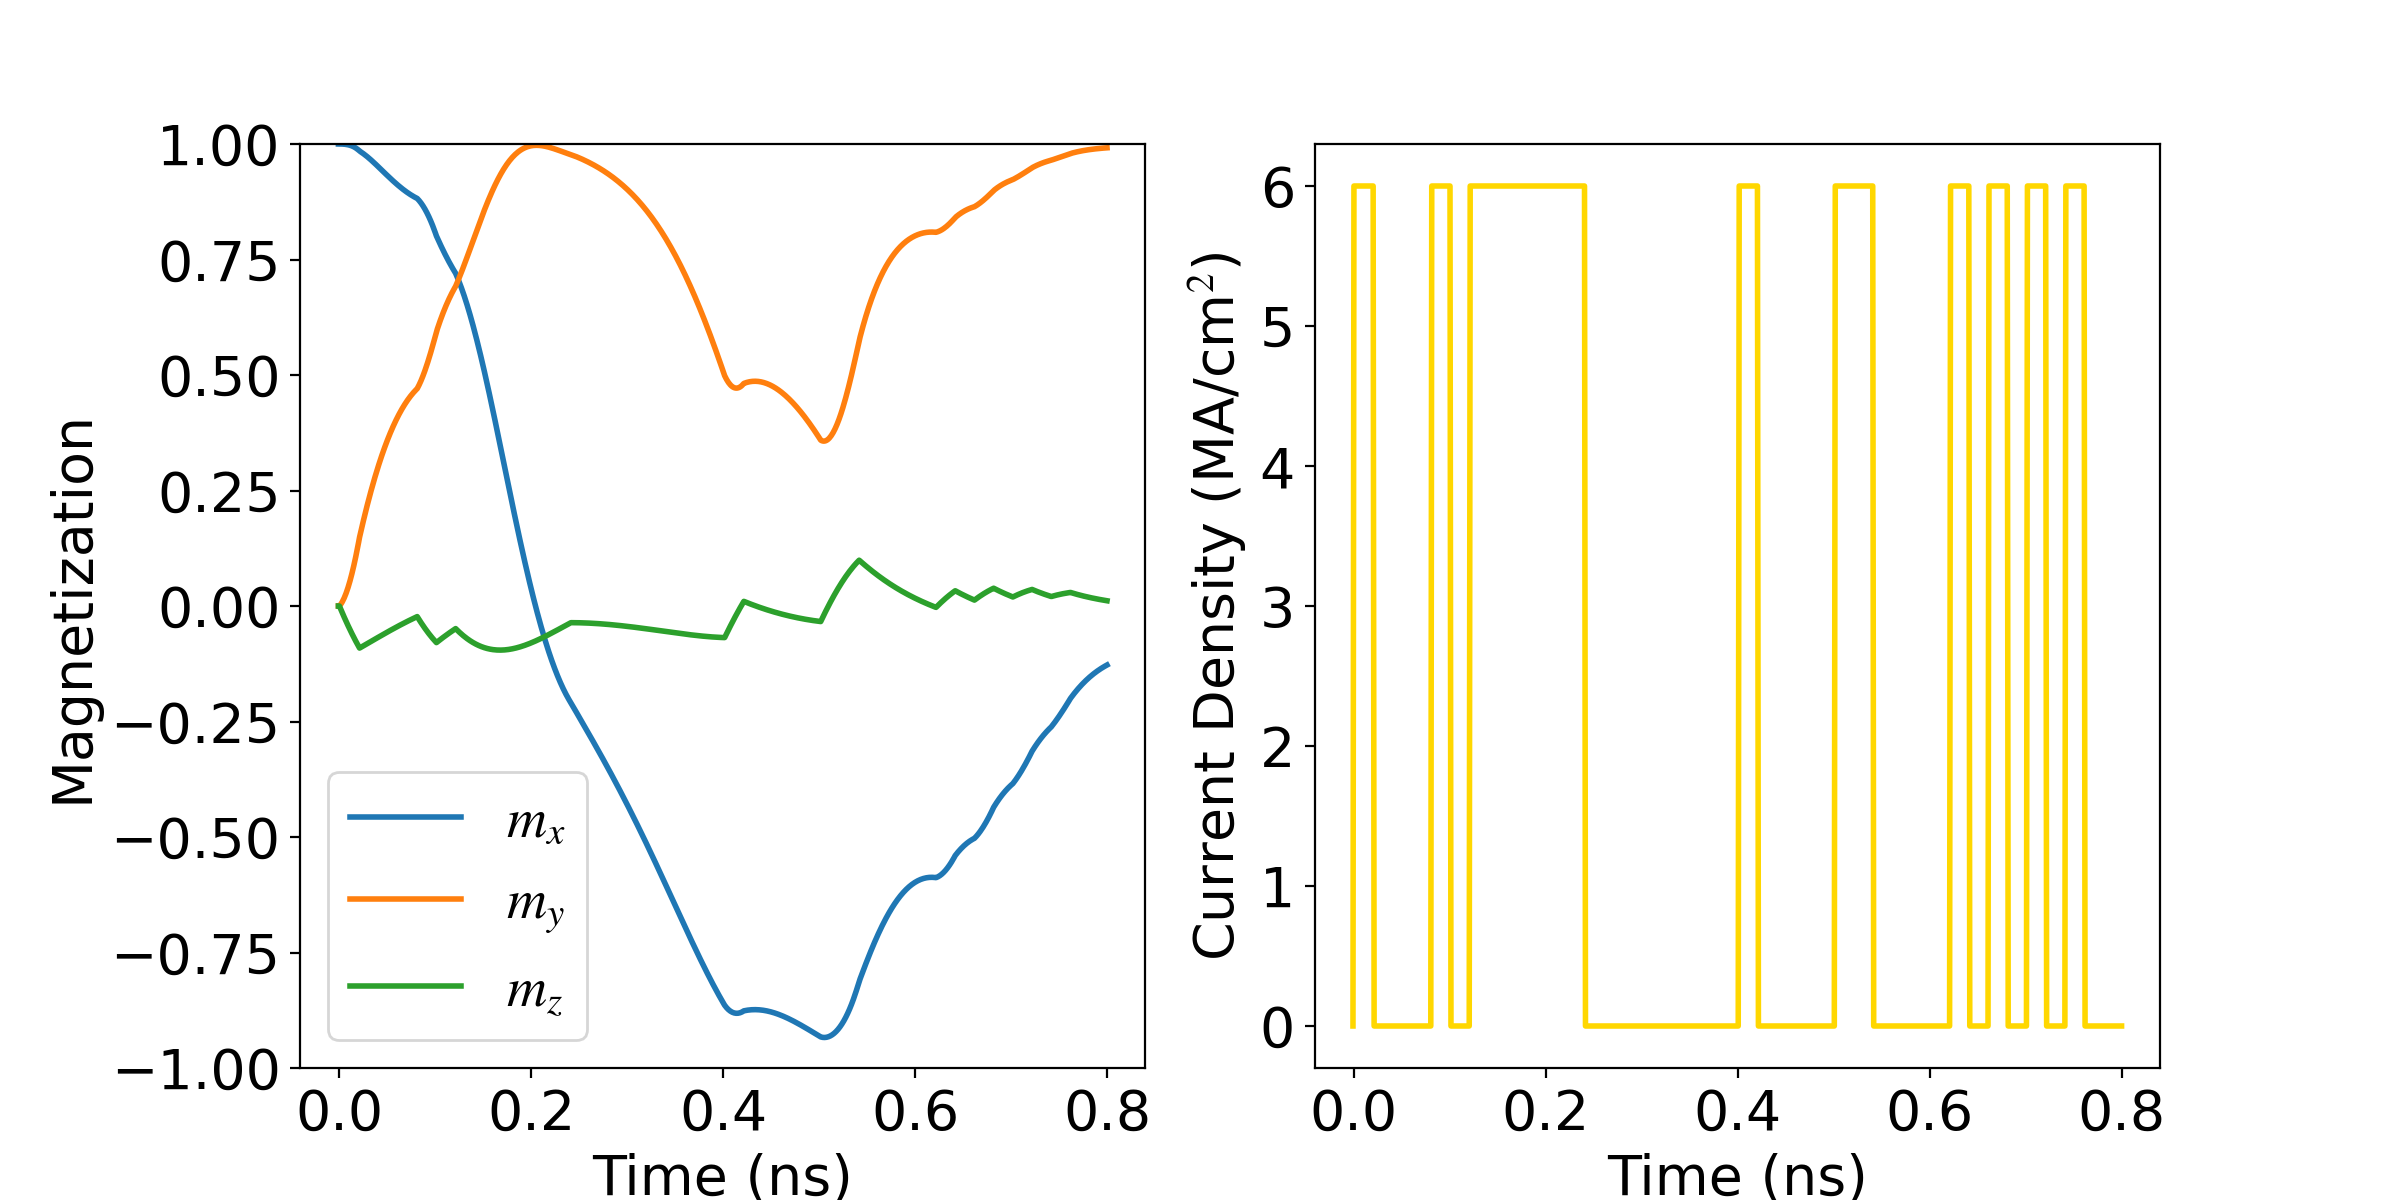 1.00
0.75
0.50
0.25
0.00
−0.25
−0.50
−0.75
−1.00
Magnetization
m_x
m_y
m_z
0.0 0.2 0.4 0.6 0.8
Time (ns)
6
5
4
3
2
1
0
Current Density (MA/cm²)
0.0 0.2 0.4 0.6 0.8
Time (ns)